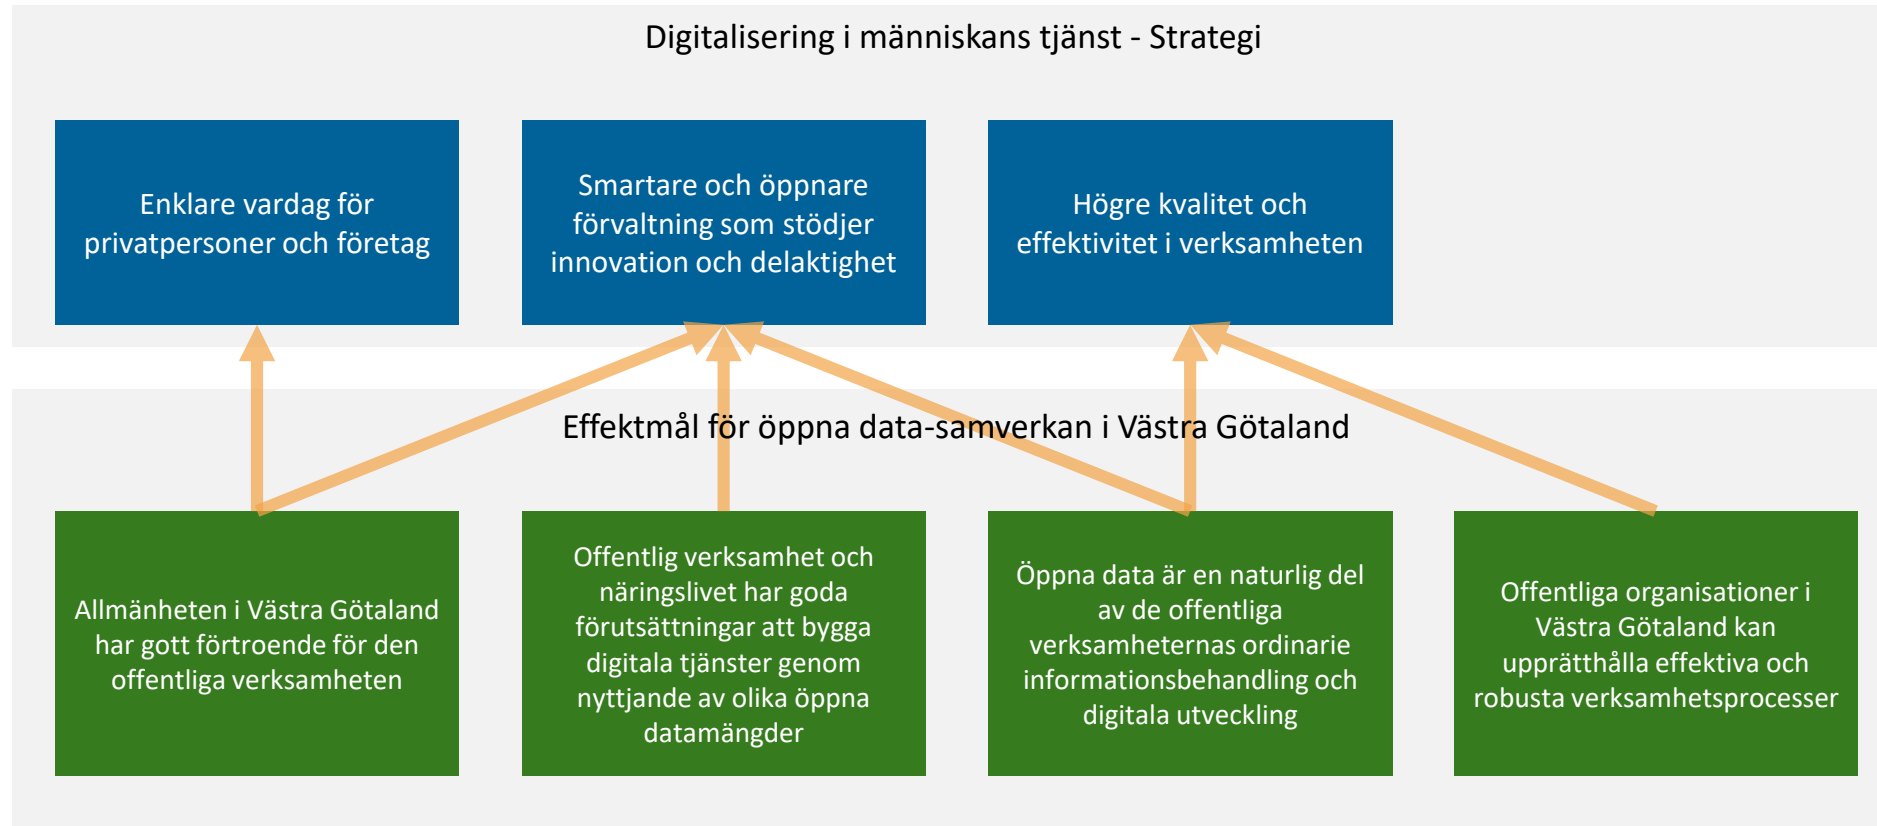 Digitalisering i människans tjänst - Strategi
Enklare vardag för
privatpersoner och företag
Smartare och öppnare
förvaltning som stödjer
innovation och delaktighet
Högre kvalitet och
effektivitet i verksamheten
Effektmål för öppna data-samverkan i Västra Götaland
Allmänheten i Västra Götaland
har gott förtroende för den
offentliga verksamheten
Offentlig verksamhet och
näringslivet har goda
förutsättningar att bygga
digitala tjänster genom
nyttjande av olika öppna
datamängder
Öppna data är en naturlig del
av de offentliga
verksamheternas ordinarie
informationsbehandling och
digitala utveckling
Offentliga organisationer i
Västra Götaland kan
upprätthålla effektiva och
robusta verksamhetsprocesser